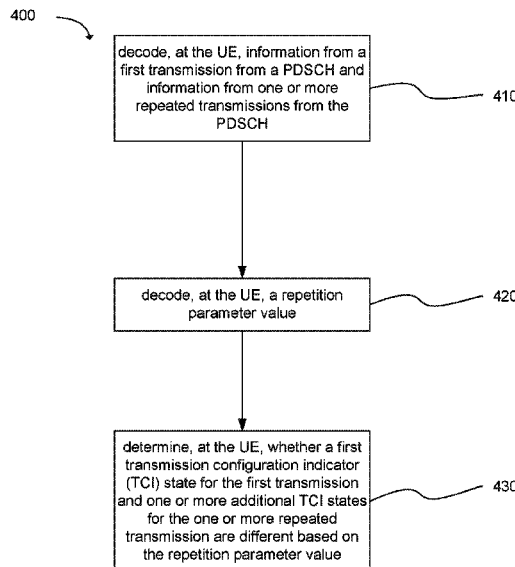 400
decode, at the UE, information from a
first transmission from a PDSCH and
information from one or more
repeated transmissions from the
PDSCH
410
decode, at the UE, a repetition
parameter value
420
determine, at the UE, whether a first
transmission configuration indicator
(TCI) state for the first transmission
and one or more additional TCI states
for the one or more repeated
transmission are different based on
the repetition parameter value
430